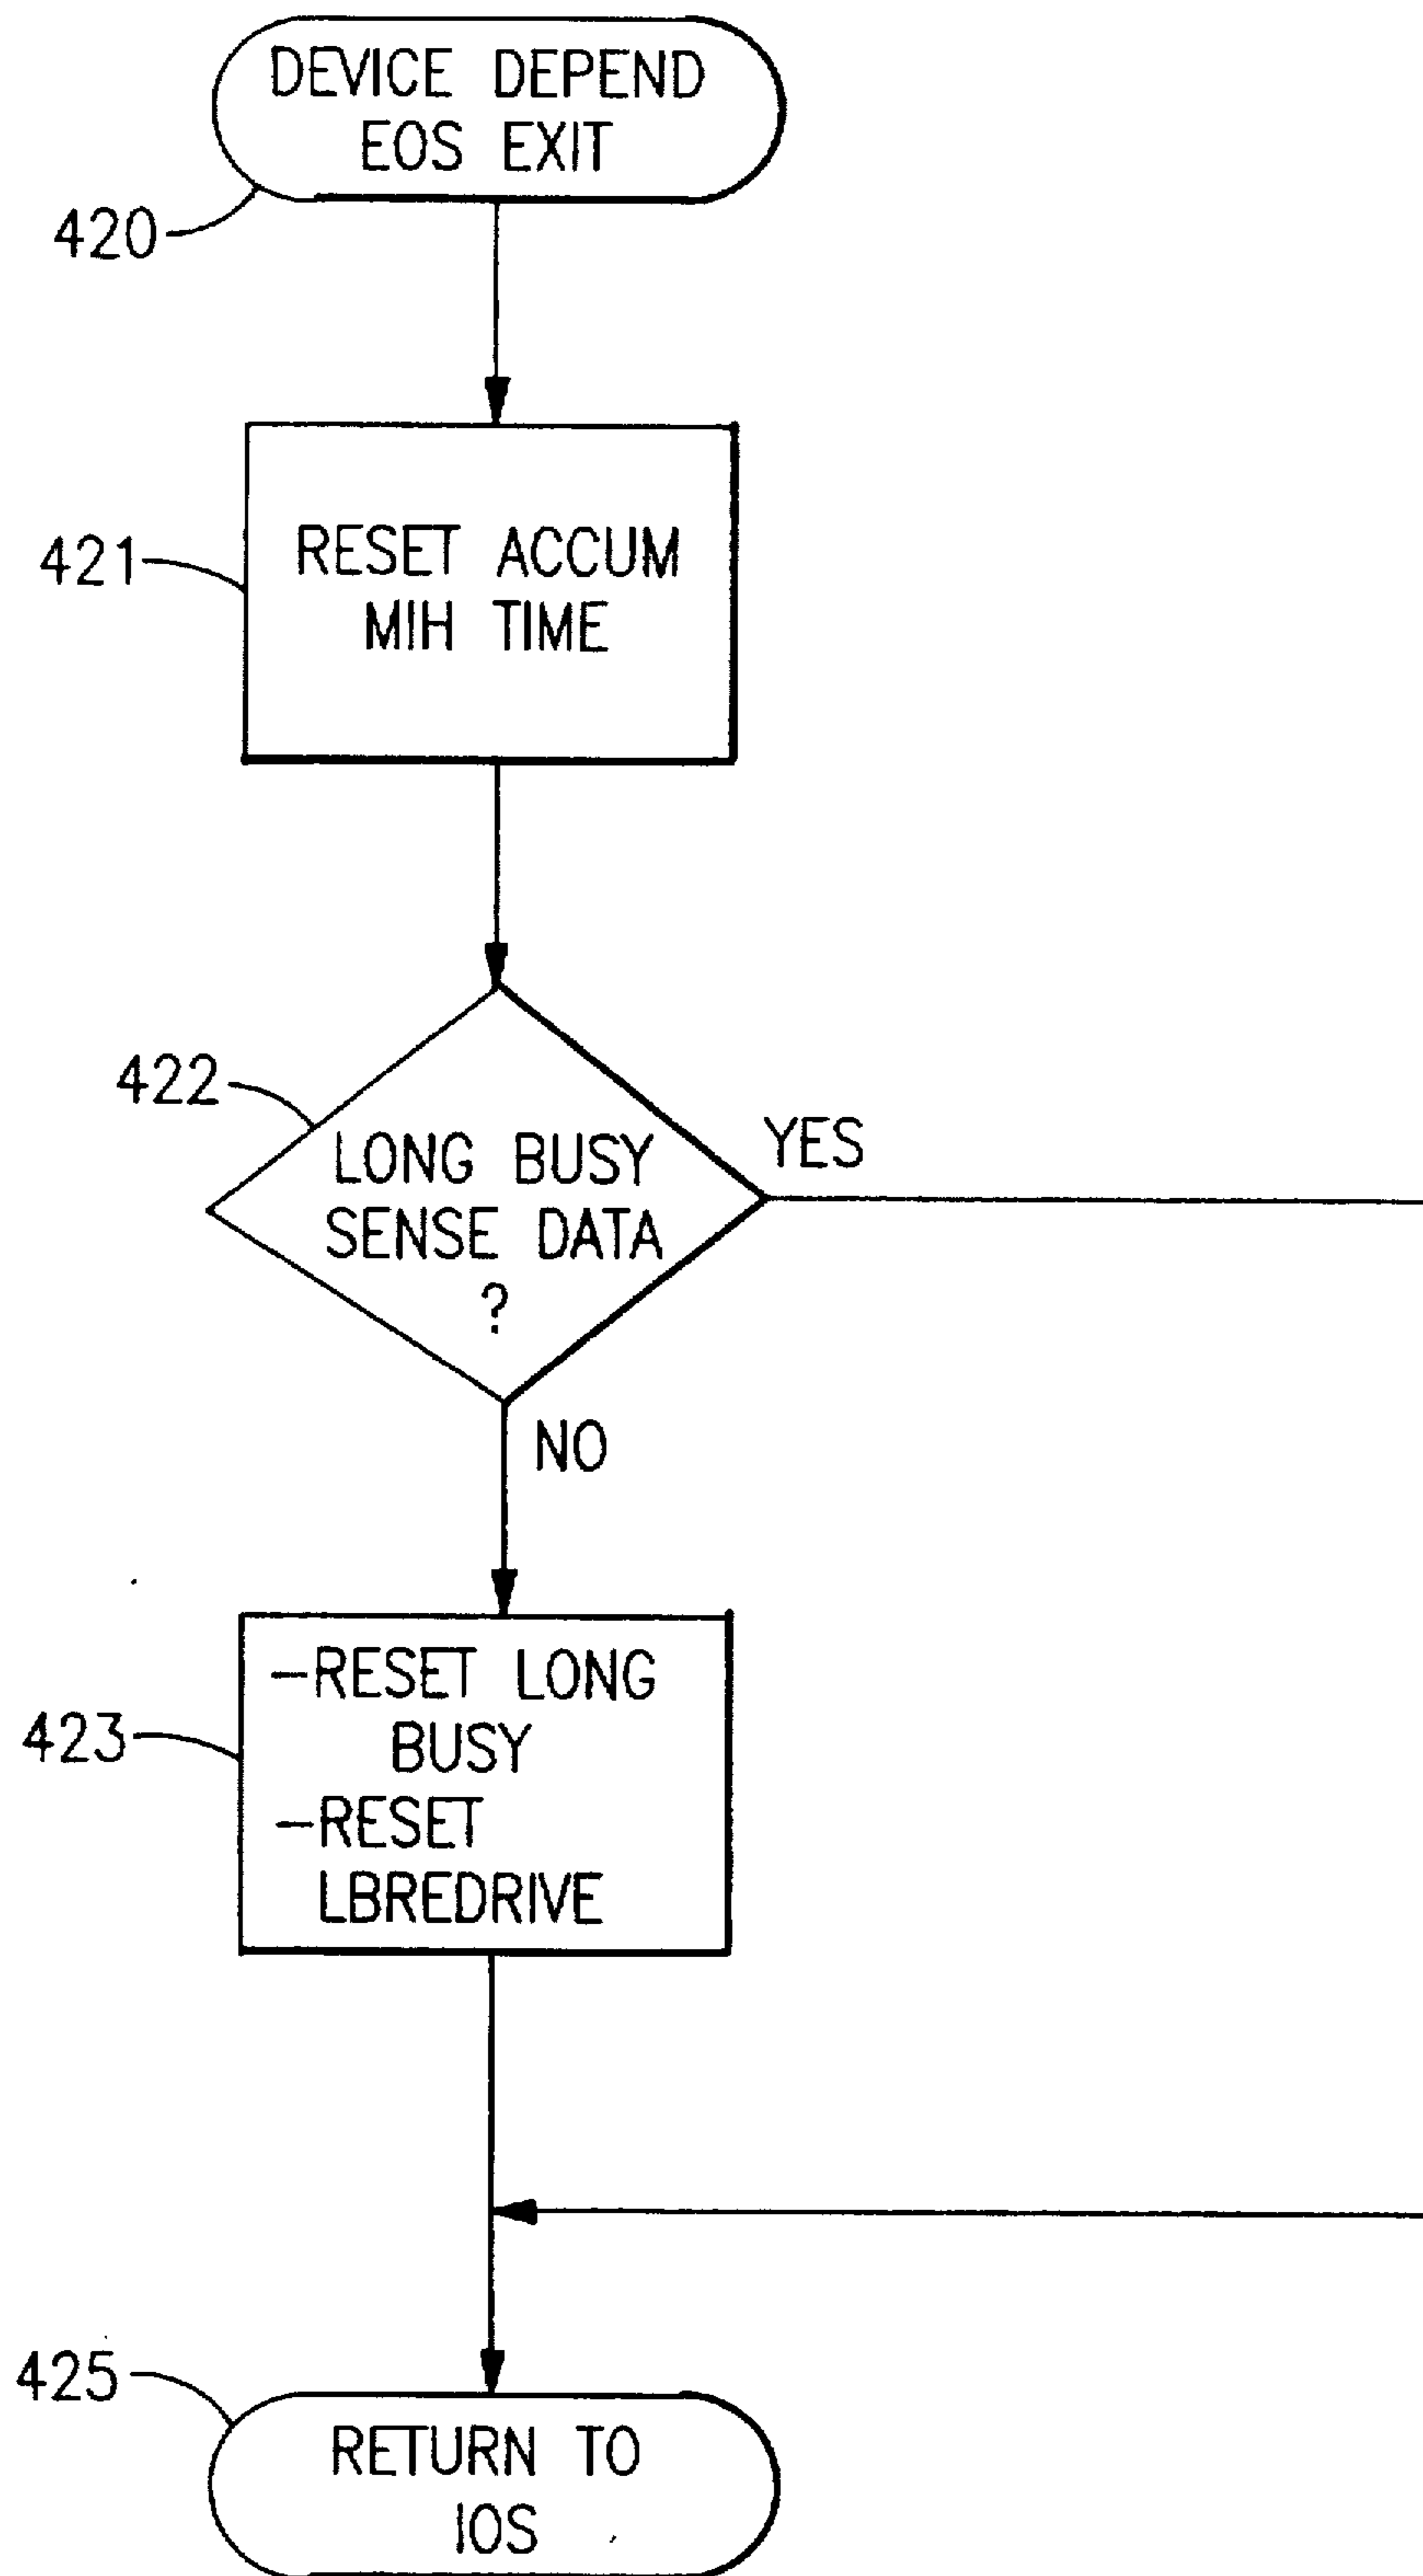 DEVICE DEPEND
EOS EXIT
420
421
RESET ACCUM
MIH TIME
422
LONG BUSY
SENSE DATA
?
YES
NO
423
-RESET LONG
BUSY
-RESET
LBREDRIVE
425
RETURN TO
IOS